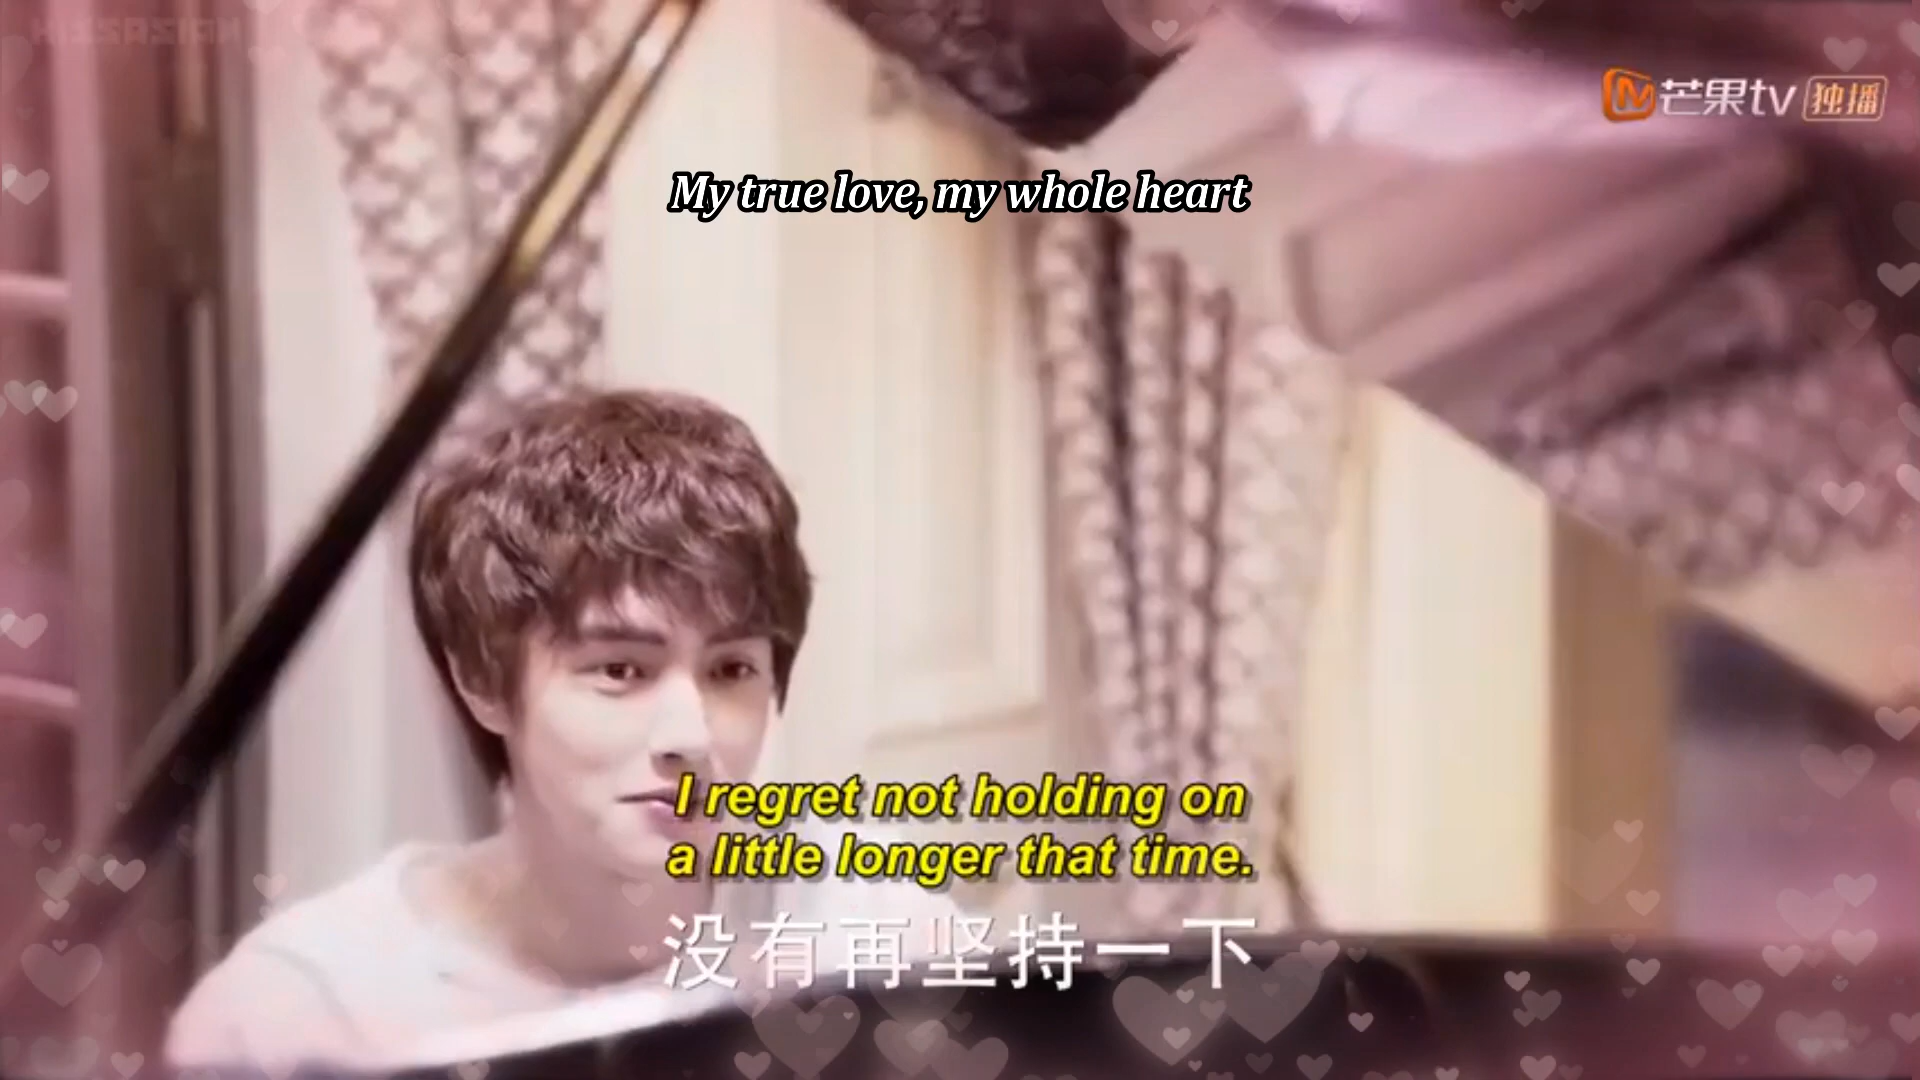 芒果tv 独播
My true love, my whole heart
I regret not holding on
a little longer that time.
没有再坚持一下